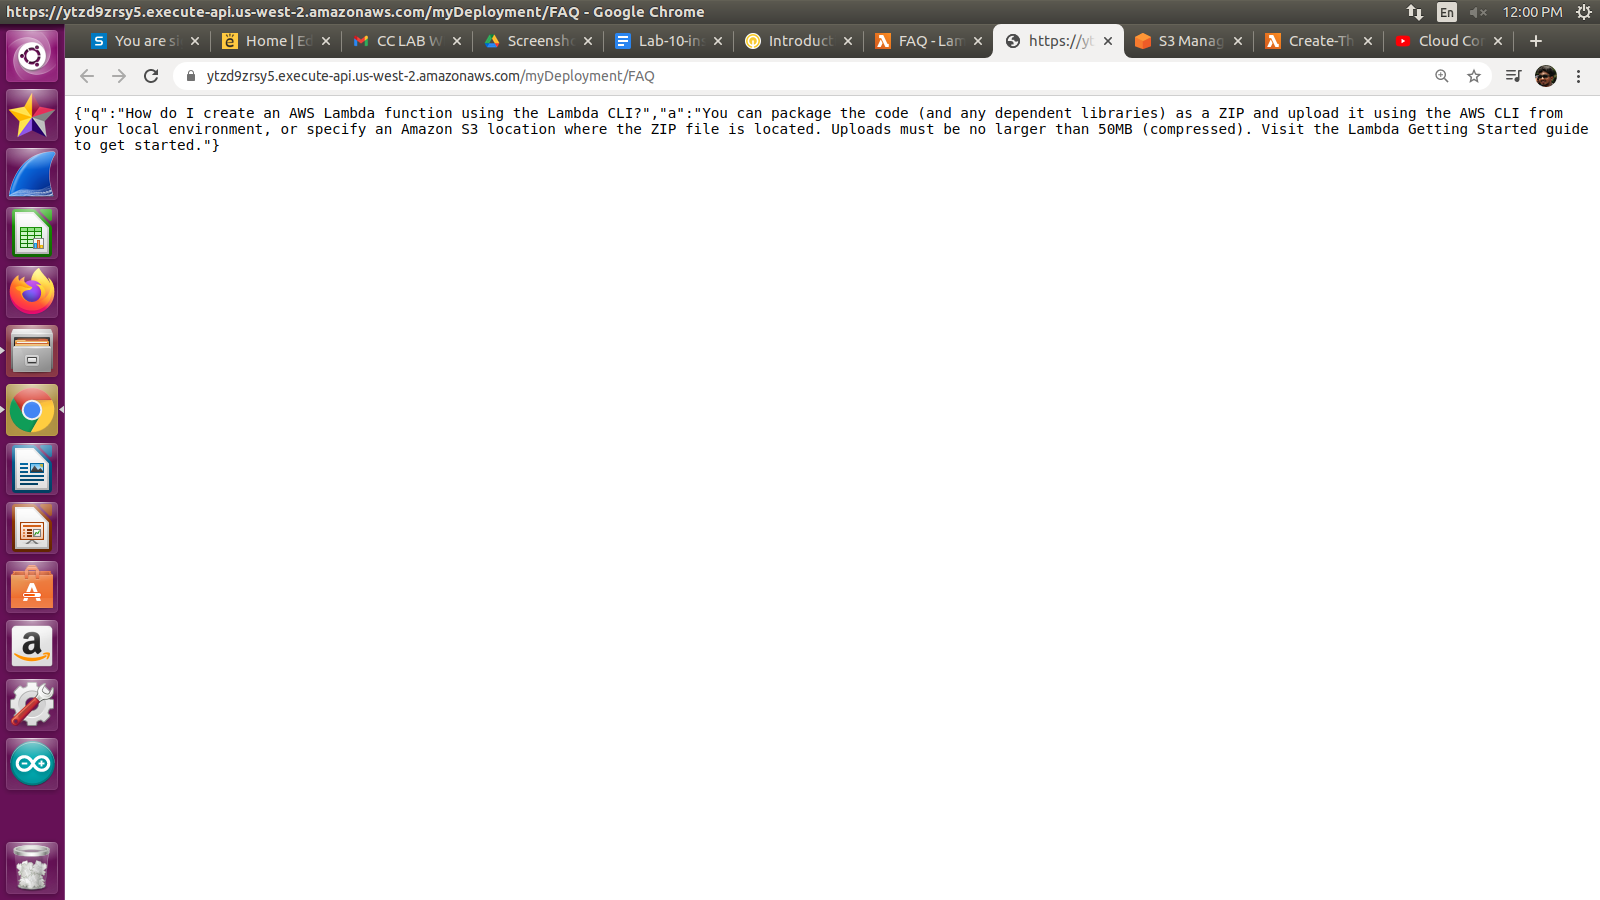 https://ytzd9zrsy5.execute-api.us-west-2.amazonaws.com/myDeployment/FAQ - Google Chrome
En
12:00 PM
You are si
Home | Ed
CC LAB W
Screensho
Lab-10-ins
Introduct
FAQ - Lam
https://yt
S3 Manag
Create-Th
Cloud Co
ytzd9zrsy5.execute-api.us-west-2.amazonaws.com/myDeployment/FAQ
{"q":"How do I create an AWS Lambda function using the Lambda CLI?","a":"You can package the code (and any dependent libraries) as a ZIP and upload it using the AWS CLI from
your local environment, or specify an Amazon S3 location where the ZIP file is located. Uploads must be no larger than 50MB (compressed). Visit the Lambda Getting Started guide
to get started."}